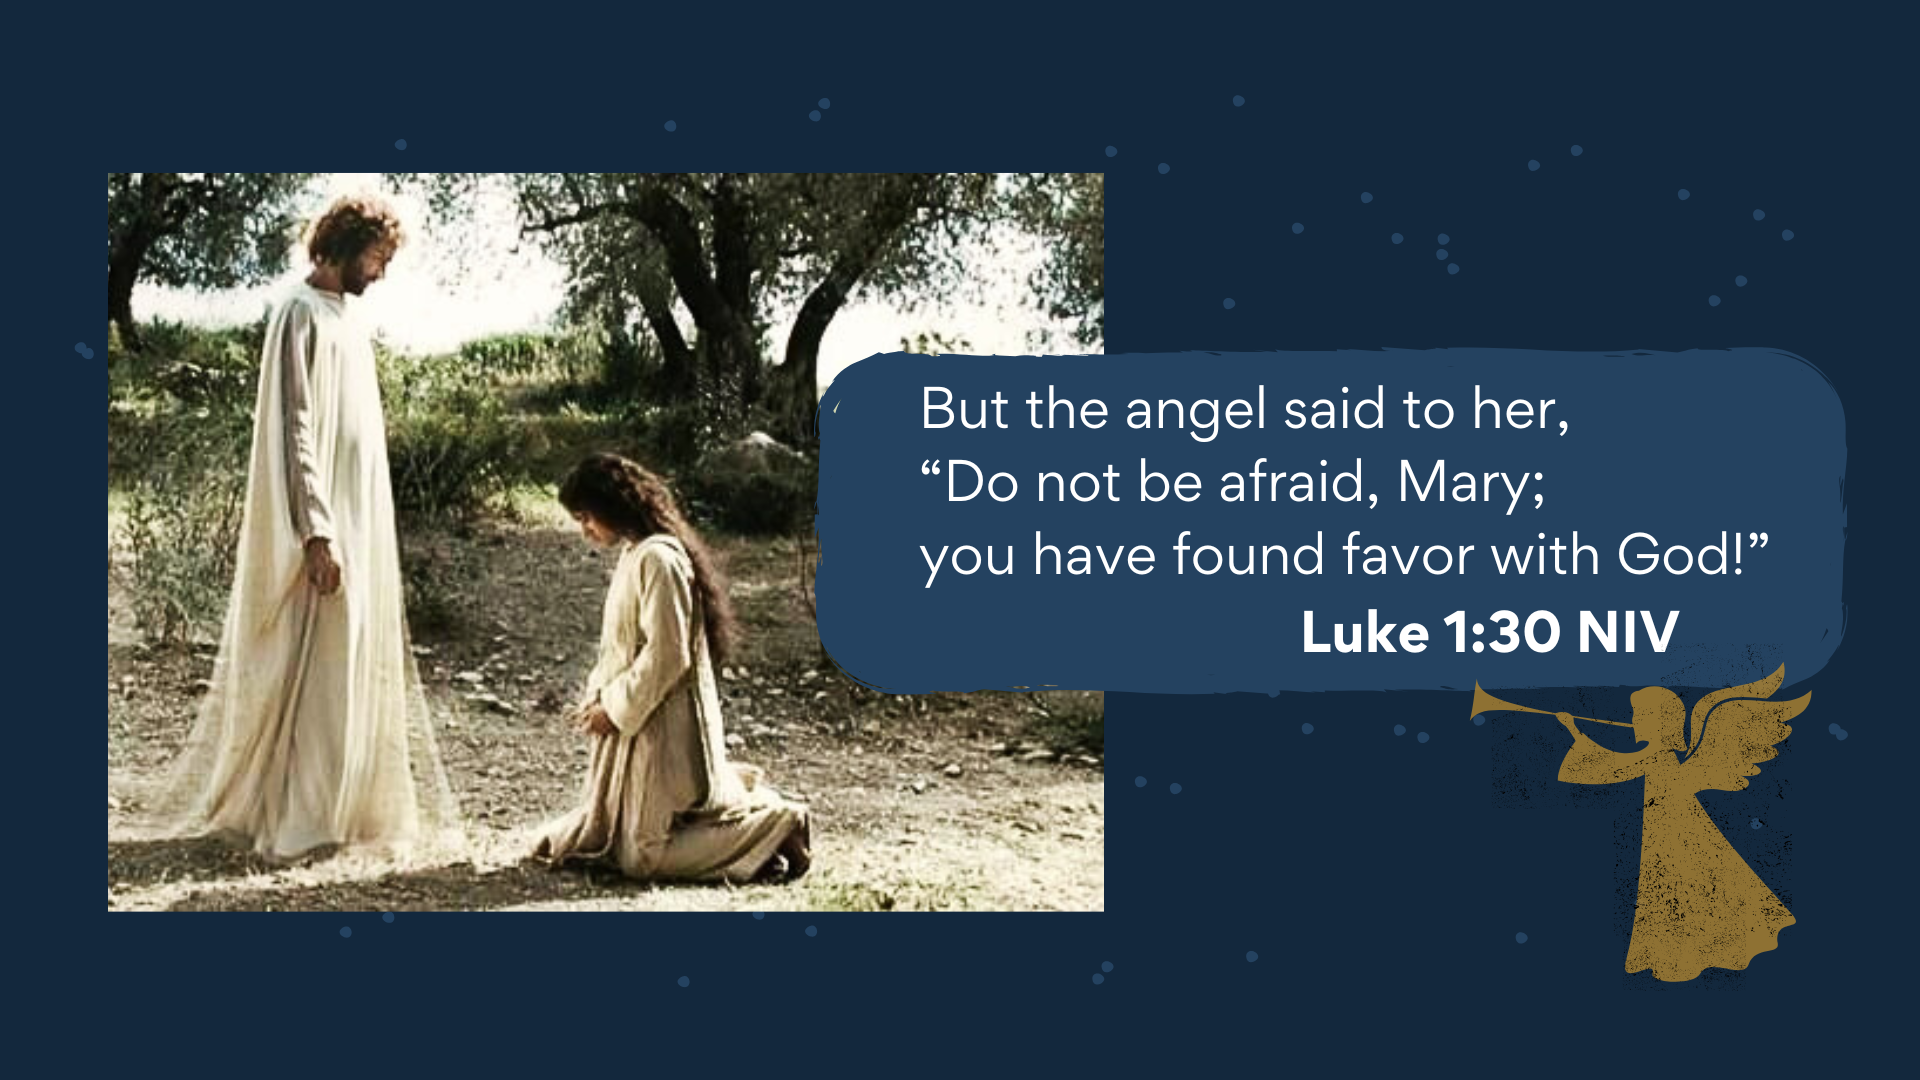 But the angel said to her,
“Do not be afraid, Mary;
you have found favor with God!”
Luke 1:30 NIV